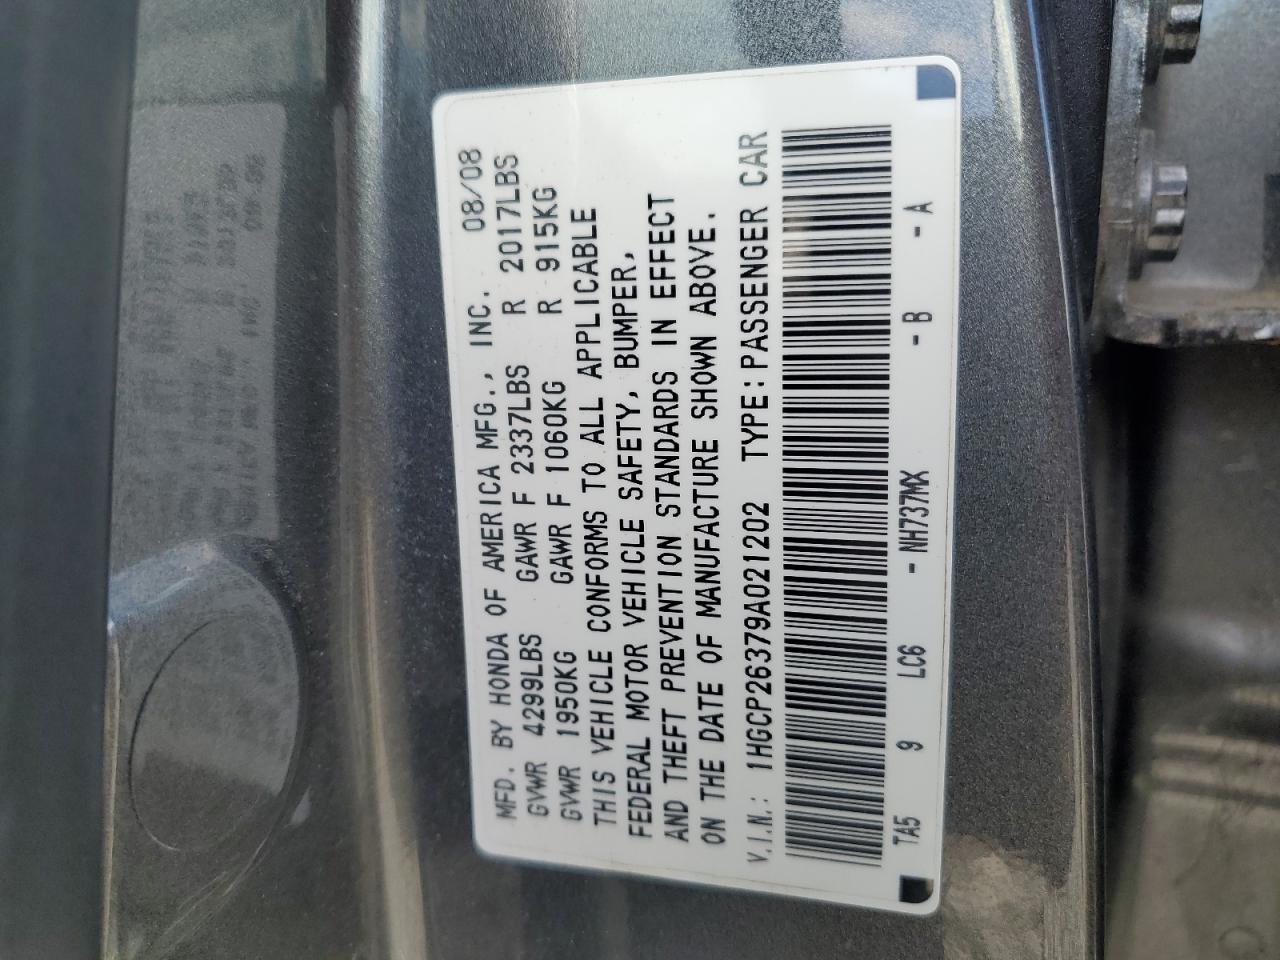 MFD. BY HONDA OF AMERICA MFG., INC. 08/08
GVWR 4299LBS GAWR F 2337LBS R 2017LBS
GVWR 1950KG GAWR F 1060KG R 915KG
THIS VEHICLE CONFORMS TO ALL APPLICABLE
FEDERAL MOTOR VEHICLE SAFETY, BUMPER,
AND THEFT PREVENTION STANDARDS IN EFFECT
ON THE DATE OF MANUFACTURE SHOWN ABOVE.
V.I.N.: 1HGCP26379A021202 TYPE: PASSENGER CAR
TA5 9 LC6 - NH737MX - B - A